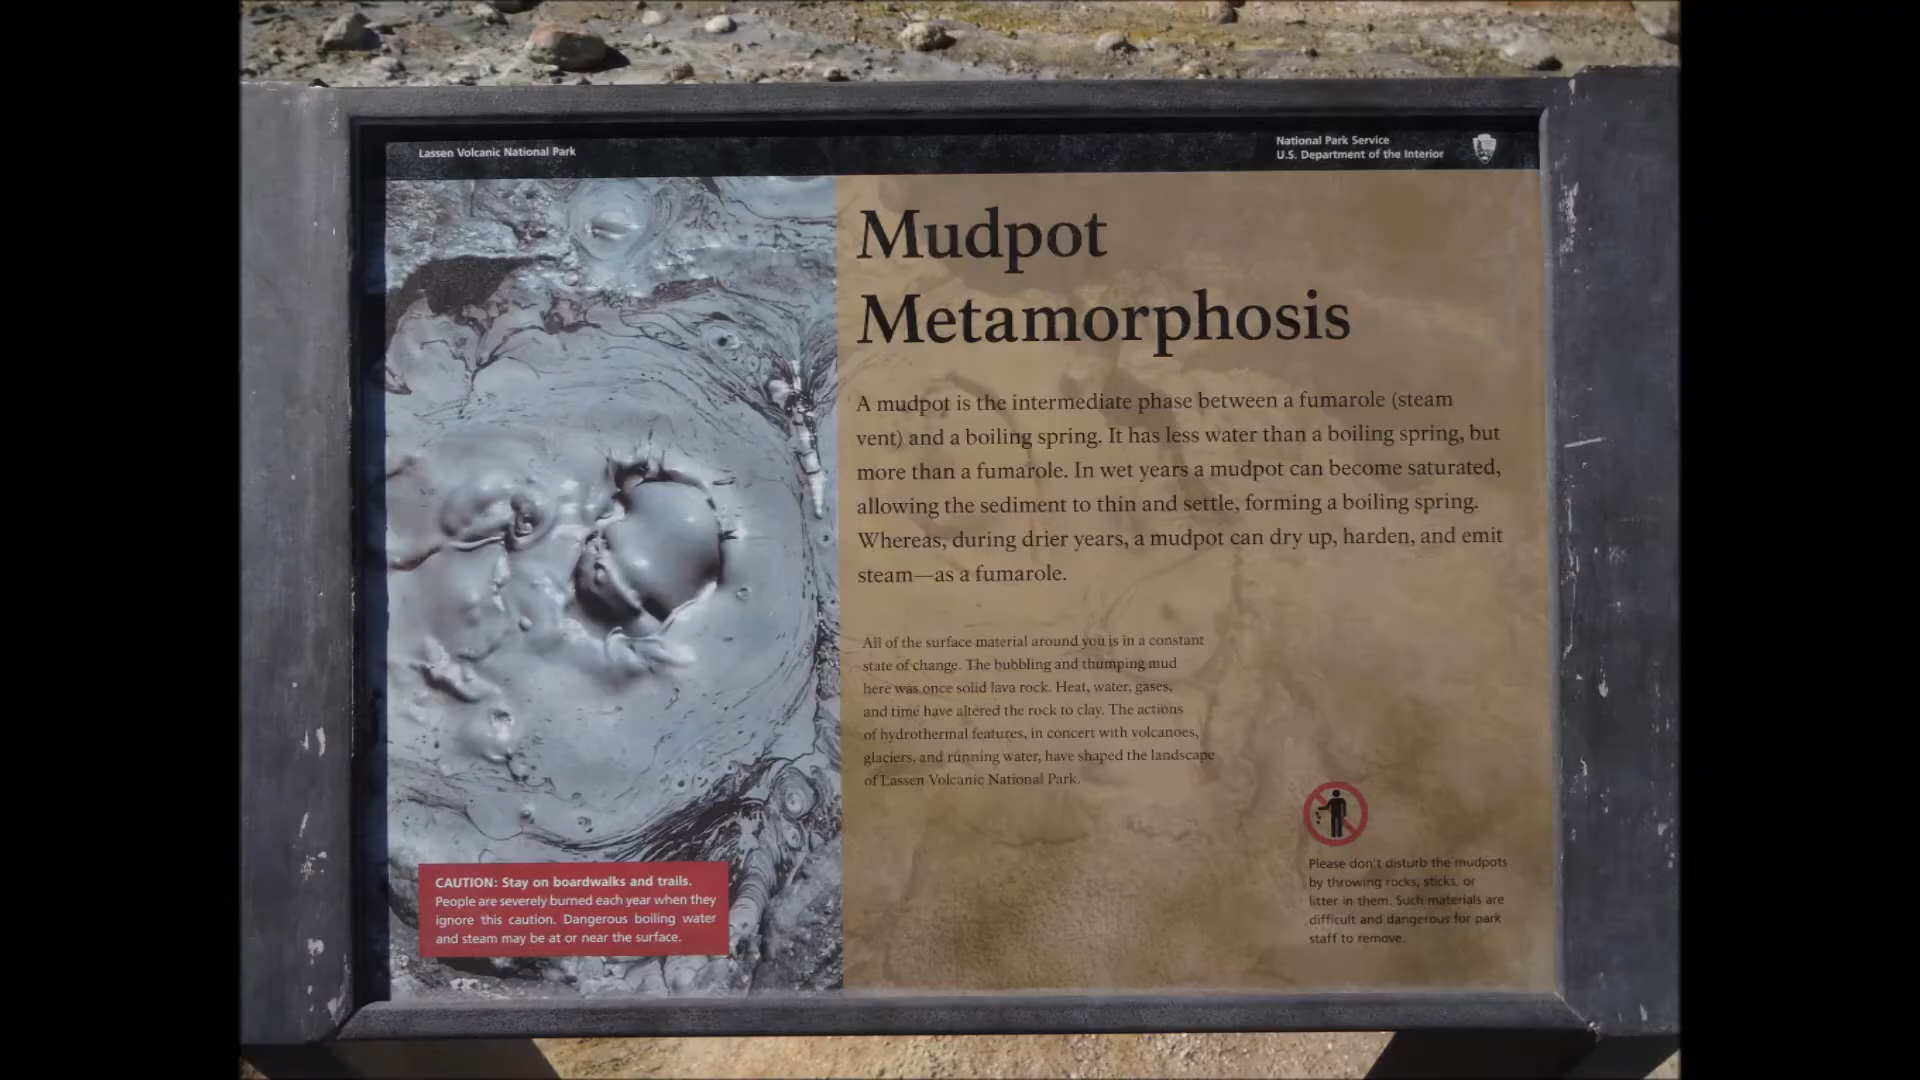 Lassen Volcanic National Park
National Park Service
U.S. Department of the Interior
Mudpot
Metamorphosis
A mudpot is the intermediate phase between a fumarole (steam
vent) and a boiling spring. It has less water than a boiling spring, but
more than a fumarole. In wet years a mudpot can become saturated,
allowing the sediment to thin and settle, forming a boiling spring.
Whereas, during drier years, a mudpot can dry up, harden, and emit
steam—as a fumarole.
All of the surface material around you is in a constant
state of change. The bubbling and thumping mud
here was once solid lava rock. Heat, water, gases,
and time have altered the rock to clay. The actions
of hydrothermal features, in concert with volcanoes,
glaciers, and running water, have shaped the landscape
of Lassen Volcanic National Park.
CAUTION: Stay on boardwalks and trails.
People are severely burned each year when they
ignore this caution. Dangerous boiling water
and steam may be at or near the surface.
Please don't disturb the mudpots
by throwing rocks, sticks, or
litter in them. Such materials are
difficult and dangerous for park
staff to remove.